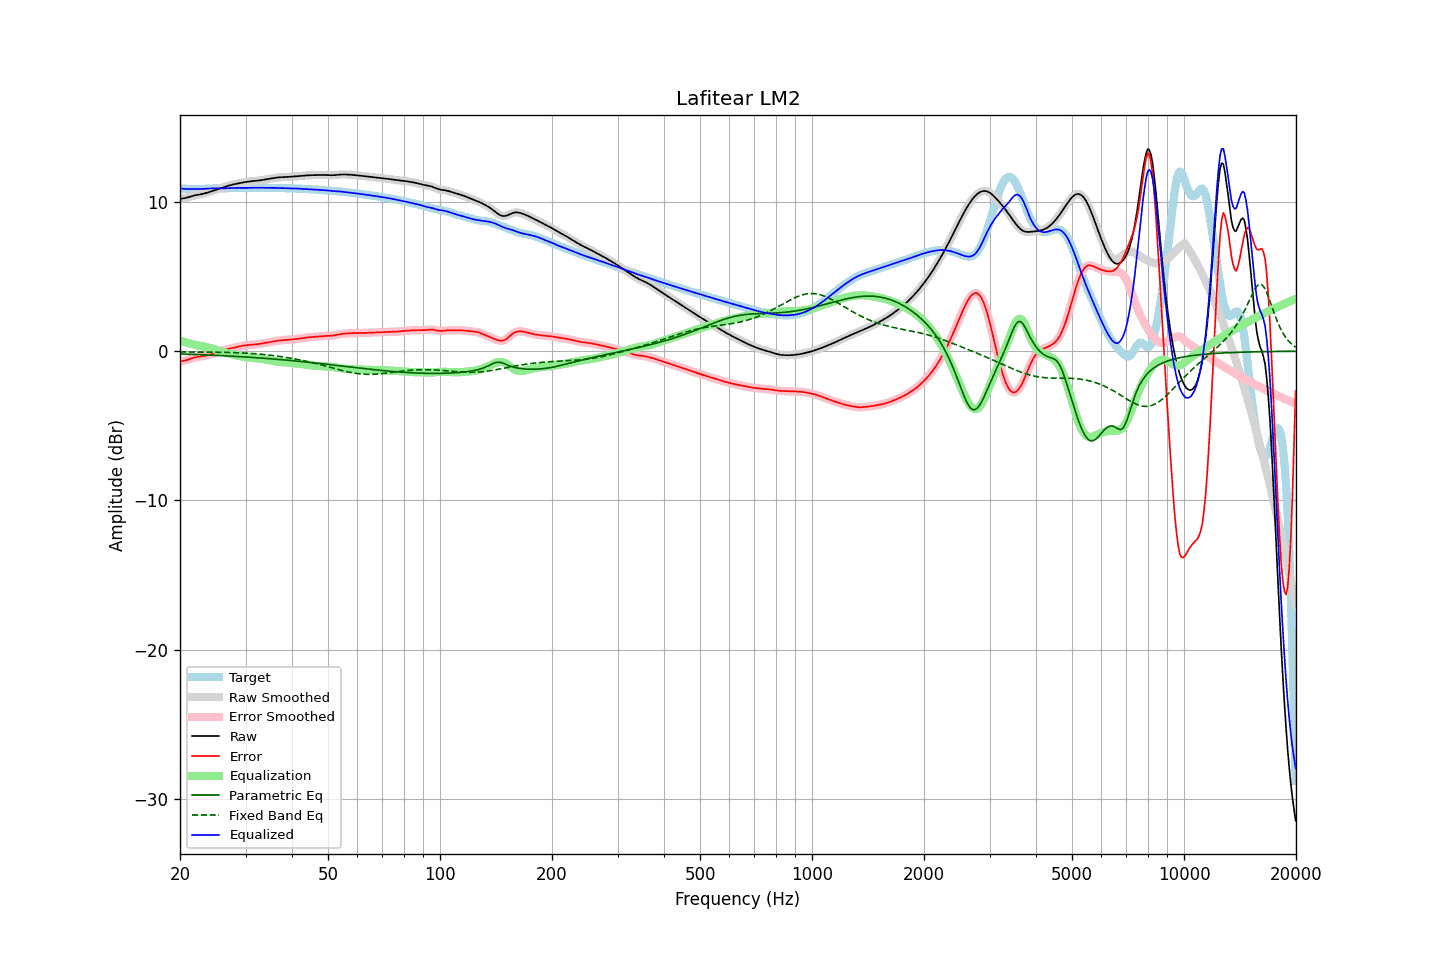 Lafitear LM2
Amplitude (dBr)
10
0
−10
−20
−30
Target
Raw Smoothed
Error Smoothed
Raw
Error
Equalization
Parametric Eq
Fixed Band Eq
Equalized
20 50 100 200 500 1000 2000 5000 10000 20000
Frequency (Hz)